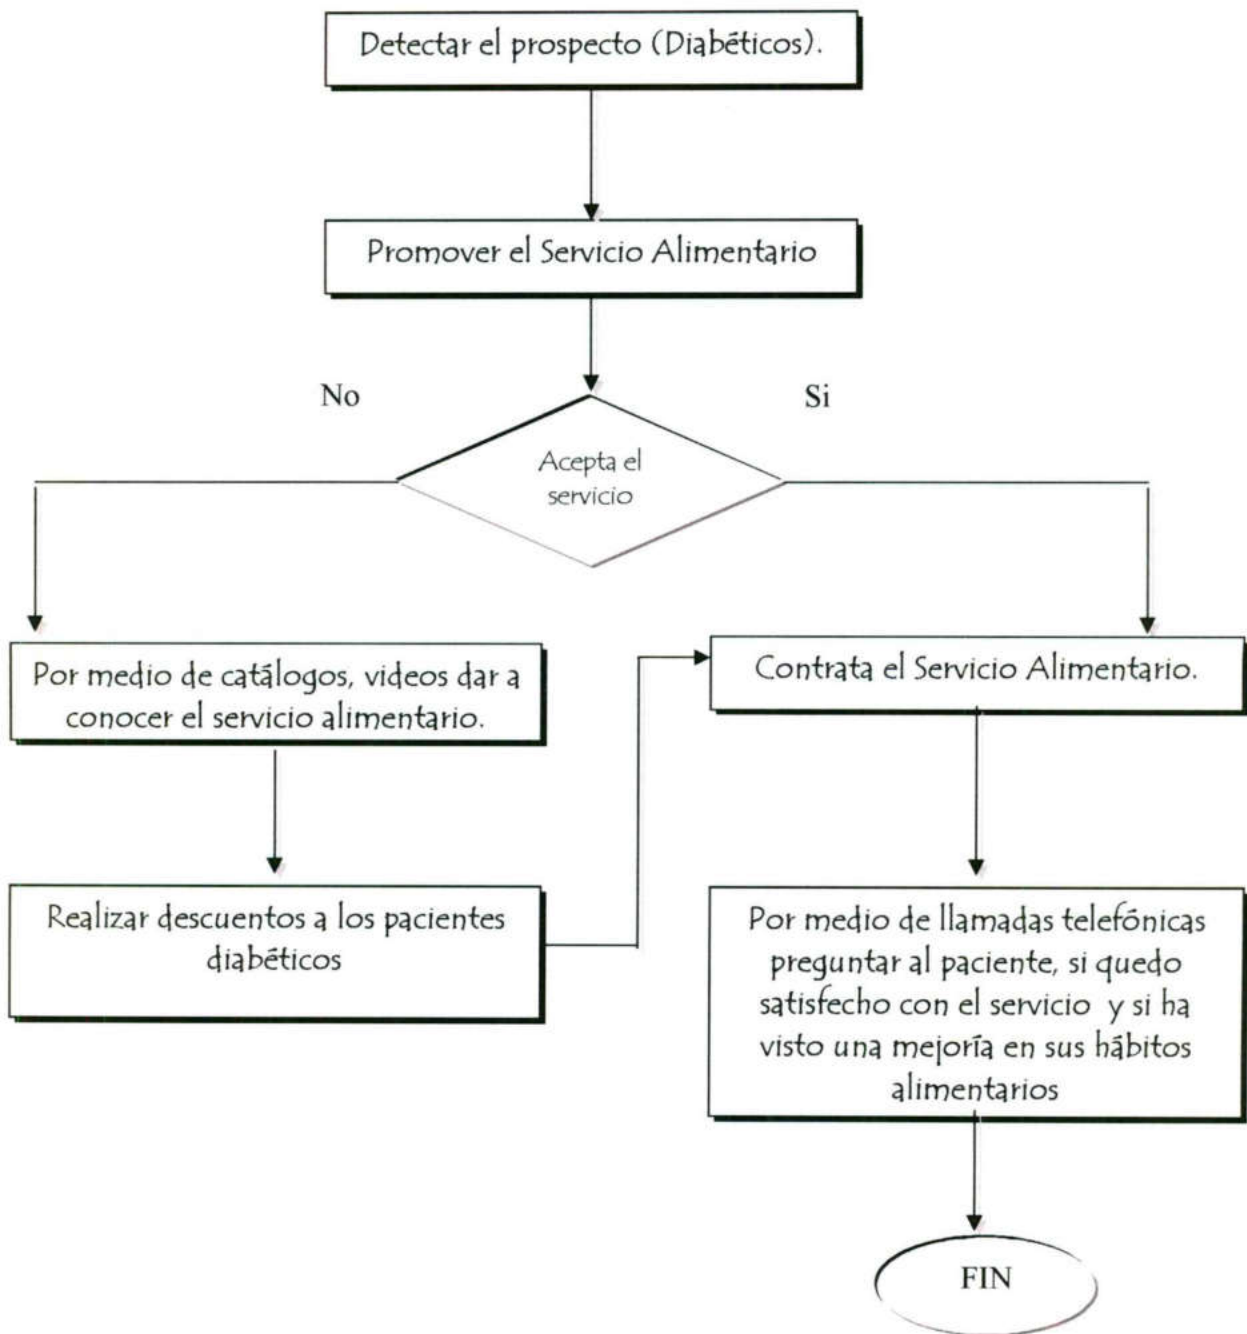 Detectar el prospecto (Diabéticos).
Promover el Servicio Alimentario
No
Si
Acepta el
servicio
Por medio de catálogos, videos dar a
conocer el servicio alimentario.
Contrata el Servicio Alimentario.
Realizar descuentos a los pacientes
diabéticos
Por medio de llamadas telefónicas
preguntar al paciente, si quedo
satisfecho con el servicio y si ha
visto una mejoría en sus hábitos
alimentarios
FIN